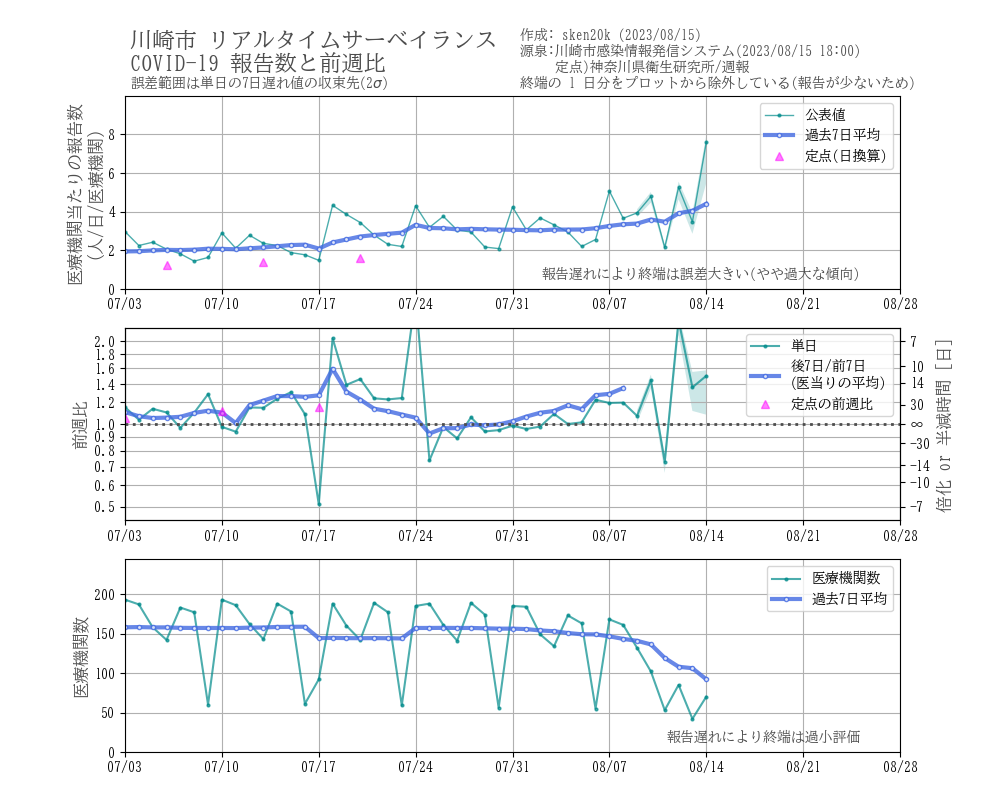 川崎市 リアルタイムサーベイランス
COVID-19 報告数と前週比
誤差範囲は単日の7日遅れ値の収束先(2σ)
作成: sken20k (2023/08/15)
源泉:川崎市感染情報発信システム(2023/08/15 18:00)
定点)神奈川県衛生研究所/週報
終端の 1 日分をプロットから除外している(報告が少ないため)
医療機関当たりの報告数
(人/日/医療機関)
8
6
4
2
0
公表値
過去7日平均
定点(日換算)
報告遅れにより終端は誤差大きい(やや過大な傾向)
07/03 07/10 07/17 07/24 07/31 08/07 08/14 08/21 08/28
前週比
2.0
1.8
1.6
1.4
1.2
1.0
0.9
0.8
0.7
0.6
0.5
単日
後7日/前7日
(医当りの平均)
定点の前週比
7
10
14
30
∞
-30
-14
-10
-7
倍化 or 半減時間 [日]
07/03 07/10 07/17 07/24 07/31 08/07 08/14 08/21 08/28
医療機関数
200
150
100
50
0
医療機関数
過去7日平均
報告遅れにより終端は過小評価
07/03 07/10 07/17 07/24 07/31 08/07 08/14 08/21 08/28